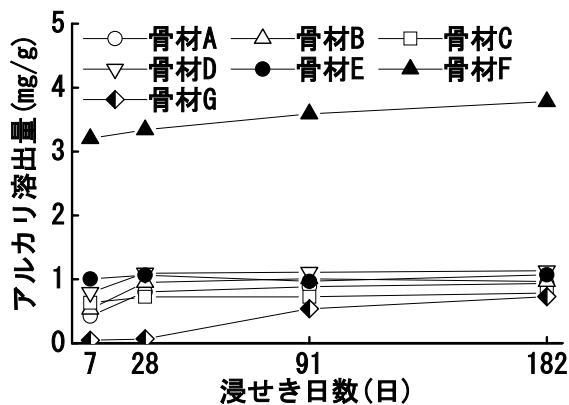 5
4
3
2
1
0
アルカリ溶出量(mg/g)
骨材A 骨材B 骨材C
骨材D 骨材E 骨材F
骨材G
7 28 91 182
浸せき日数(日)